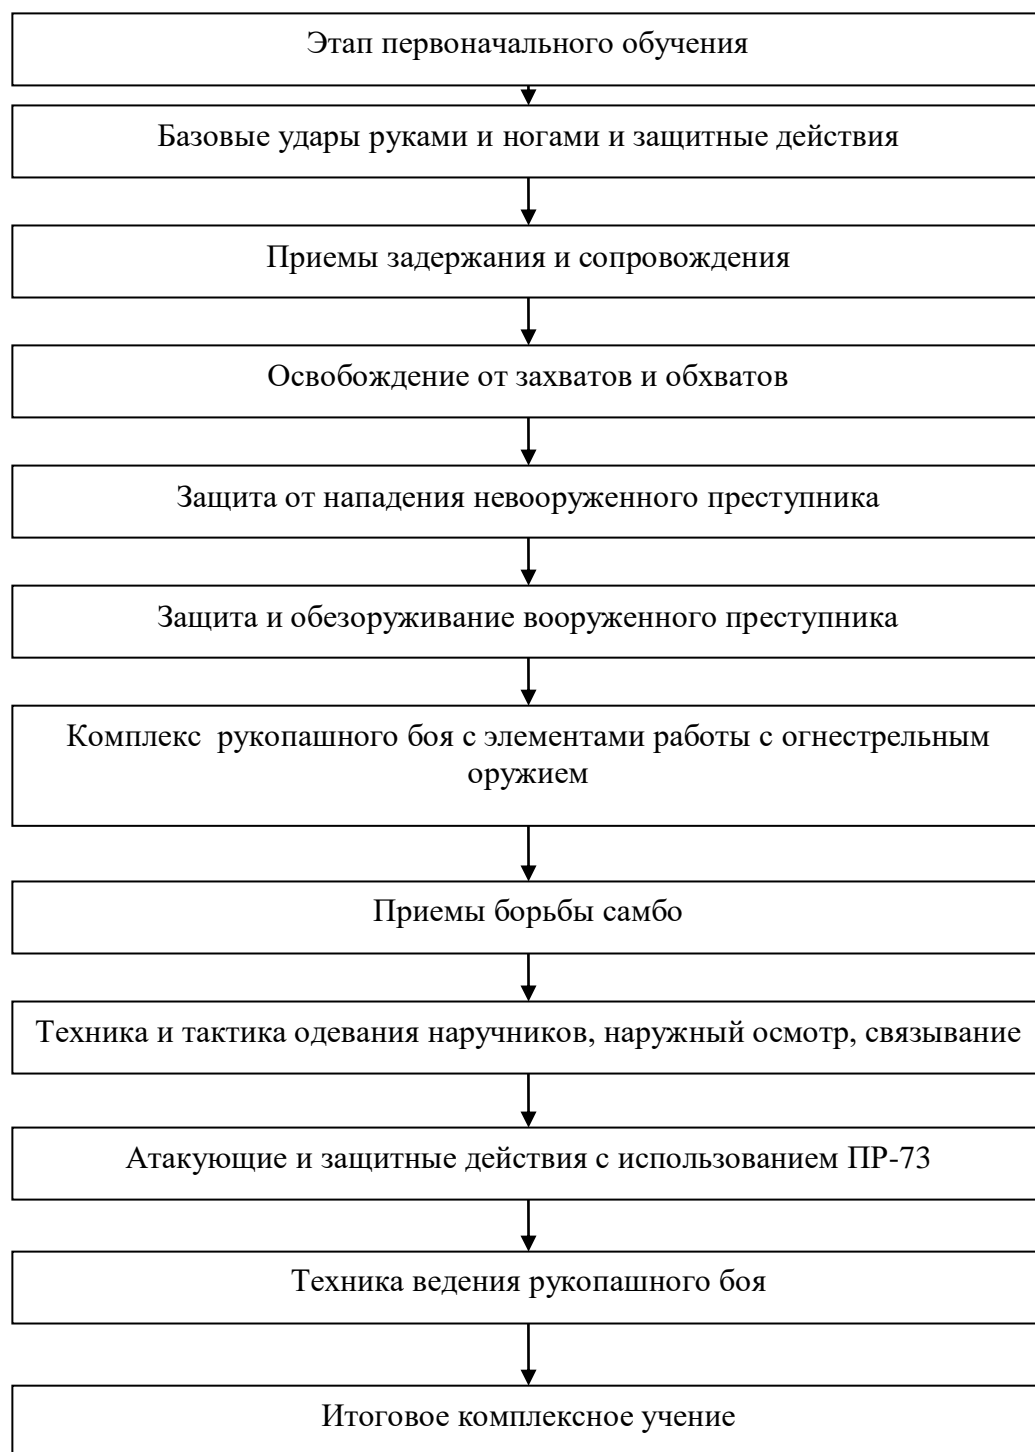 Этап первоначального обучения
Базовые удары руками и ногами и защитные действия
Приемы задержания и сопровождения
Освобождение от захватов и обхватов
Защита от нападения невооруженного преступника
Защита и обезоруживание вооруженного преступника
Комплекс  рукопашного боя с элементами работы с огнестрельным
оружием
Приемы борьбы самбо
Техника и тактика одевания наручников, наружный осмотр, связывание
Атакующие и защитные действия с использованием ПР-73
Техника ведения рукопашного боя
Итоговое комплексное учение